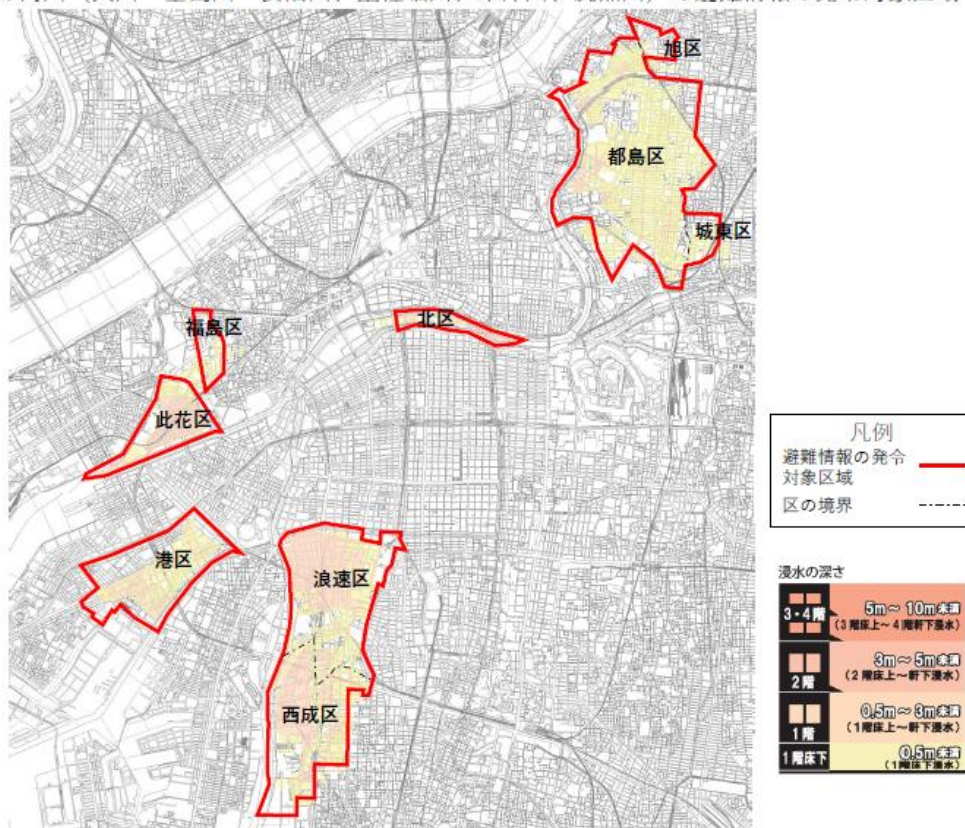 旭区
都島区
城東区
福島区
北区
此花区
港区
浪速区
西成区
凡例
避難情報の発令
対象区域
区の境界
浸水の深さ
3・4階
5m～10m未満
(3階床上～4階軒下浸水)
2階
3m～5m未満
(2階床上～軒下浸水)
1階
0.5m～3m未満
(1階床上～軒下浸水)
1階床下
0.5m未満
(1階床下浸水)